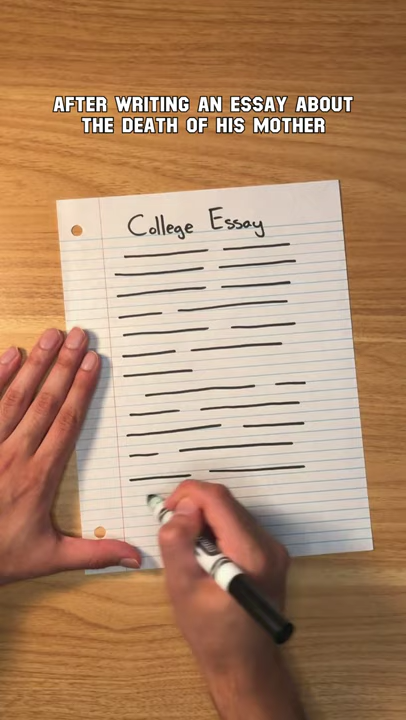 AFTER WRITING AN ESSAY ABOUT
THE DEATH OF HIS MOTHER
College Essay